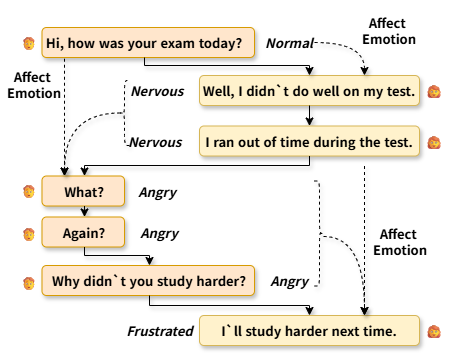 Hi, how was your exam today?
Normal
Affect
Emotion
Affect
Emotion
Nervous
Well, I didn`t do well on my test.
Nervous
I ran out of time during the test.
What?
Angry
Again?
Angry
Affect
Emotion
Why didn`t you study harder?
Angry
Frustrated
I`ll study harder next time.